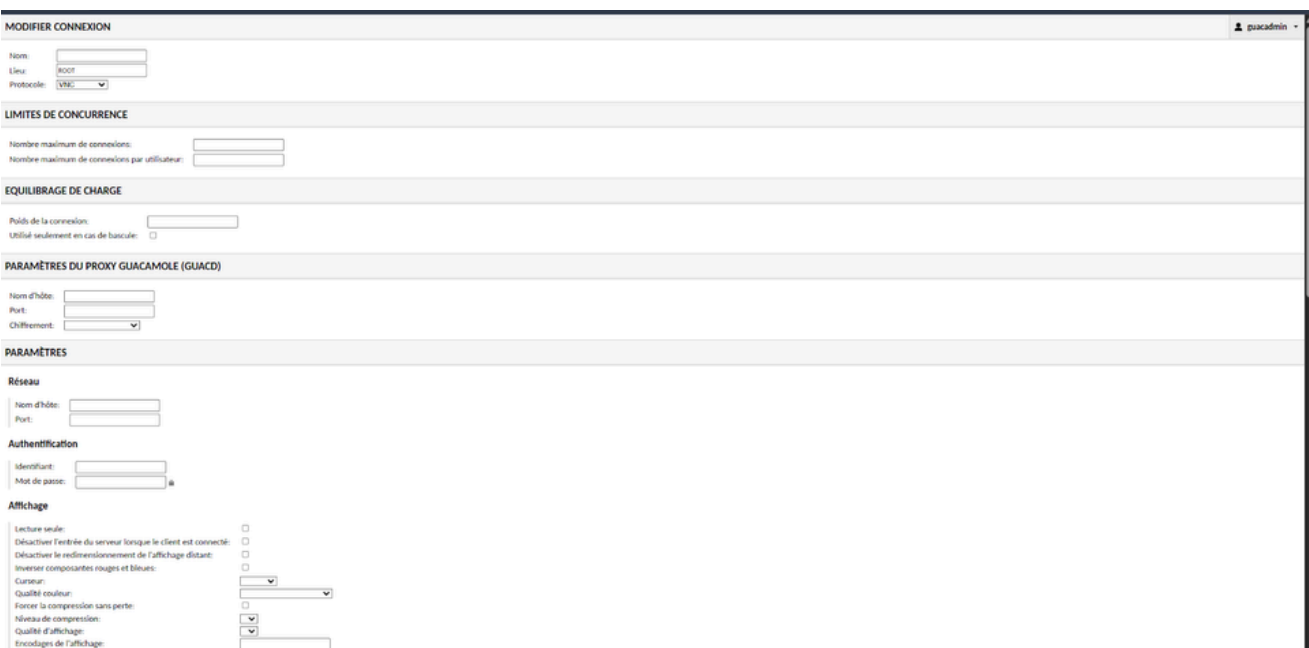 MODIFIER CONNEXION
guacadmin
Nom:
Lieu: ROOT
Protocole: VNC
LIMITES DE CONCURRENCE
Nombre maximum de connexions:
Nombre maximum de connexions par utilisateur:
EQUILIBRAGE DE CHARGE
Poids de la connexion:
Utilisé seulement en cas de bascule:
PARAMÈTRES DU PROXY GUACAMOLE (GUACD)
Nom d'hôte:
Port:
Chiffrement:
PARAMÈTRES
Réseau
Nom d'hôte:
Port:
Authentification
Identifiant:
Mot de passe:
Affichage
Lecture seule:
Désactiver l'entrée du serveur lorsque le client est connecté:
Désactiver le redimensionnement de l'affichage distant:
Inverser composantes rouges et bleues:
Curseur:
Qualité couleur:
Forcer la compression sans perte:
Niveau de compression:
Qualité d'affichage:
Encodages de l'affichage: